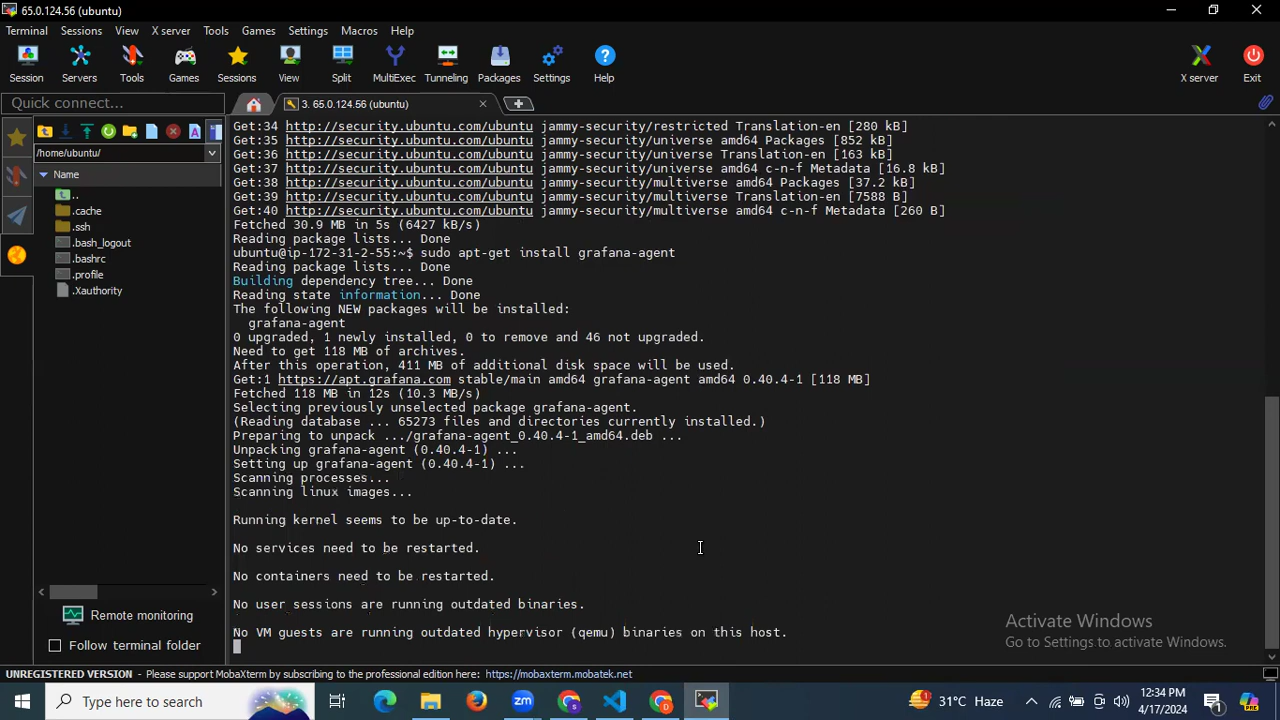 65.0.124.56 (ubuntu)
Terminal Sessions View X server Tools Games Settings Macros Help
Session Servers Tools Games Sessions View Split MultiExec Tunneling Packages Settings Help X server Exit
Quick connect...
3. 65.0.124.56 (ubuntu)
/home/ubuntu/
Name
..
.cache
.ssh
.bash_logout
.bashrc
.profile
.Xauthority
Remote monitoring
Follow terminal folder
Get:34 http://security.ubuntu.com/ubuntu jammy-security/restricted Translation-en [280 kB]
Get:35 http://security.ubuntu.com/ubuntu jammy-security/universe amd64 Packages [852 kB]
Get:36 http://security.ubuntu.com/ubuntu jammy-security/universe Translation-en [163 kB]
Get:37 http://security.ubuntu.com/ubuntu jammy-security/universe amd64 c-n-f Metadata [16.8 kB]
Get:38 http://security.ubuntu.com/ubuntu jammy-security/multiverse amd64 Packages [37.2 kB]
Get:39 http://security.ubuntu.com/ubuntu jammy-security/multiverse Translation-en [7588 B]
Get:40 http://security.ubuntu.com/ubuntu jammy-security/multiverse amd64 c-n-f Metadata [260 B]
Fetched 30.9 MB in 5s (6427 kB/s)
Reading package lists... Done
ubuntu@ip-172-31-2-55:~$ sudo apt-get install grafana-agent
Reading package lists... Done
Building dependency tree... Done
Reading state information... Done
The following NEW packages will be installed:
grafana-agent
0 upgraded, 1 newly installed, 0 to remove and 46 not upgraded.
Need to get 118 MB of archives.
After this operation, 411 MB of additional disk space will be used.
Get:1 https://apt.grafana.com stable/main amd64 grafana-agent amd64 0.40.4-1 [118 MB]
Fetched 118 MB in 12s (10.3 MB/s)
Selecting previously unselected package grafana-agent.
(Reading database ... 65273 files and directories currently installed.)
Preparing to unpack .../grafana-agent_0.40.4-1_amd64.deb ...
Unpacking grafana-agent (0.40.4-1) ...
Setting up grafana-agent (0.40.4-1) ...
Scanning processes...
Scanning linux images...
Running kernel seems to be up-to-date.
No services need to be restarted.
No containers need to be restarted.
No user sessions are running outdated binaries.
No VM guests are running outdated hypervisor (qemu) binaries on this host.
Activate Windows
Go to Settings to activate Windows.
UNREGISTERED VERSION - Please support MobaXterm by subscribing to the professional edition here: https://mobaxterm.mobatek.net
Type here to search
31°C Haze
12:34 PM
4/17/2024